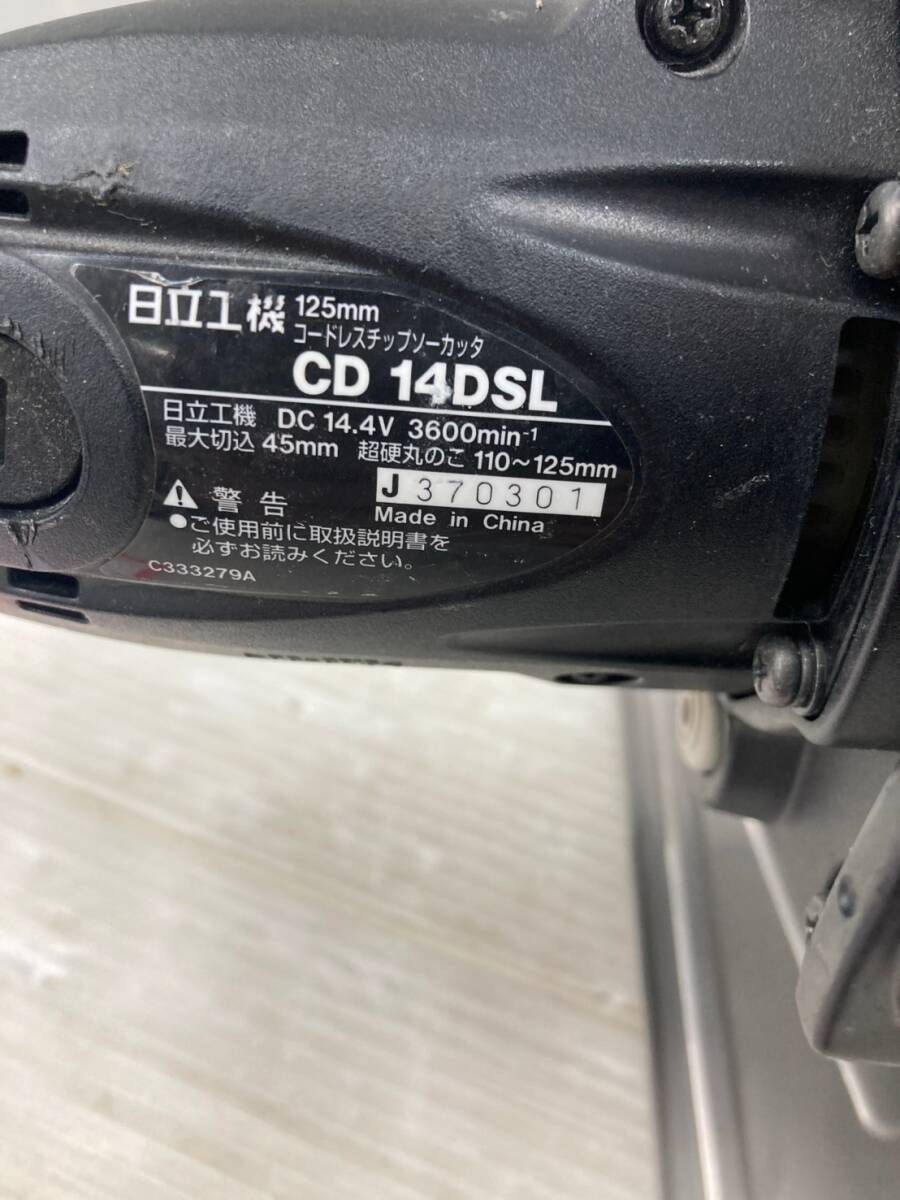 日立工機 125mm
コードレスチップソーカッタ
CD 14DSL
日立工機 DC 14.4V 3600min-1
最大切込 45mm 超硬丸のこ 110～125mm
J 370301
⚠ 警告 Made in China
●ご使用前に取扱説明書を
必ずお読みください。
C333279A